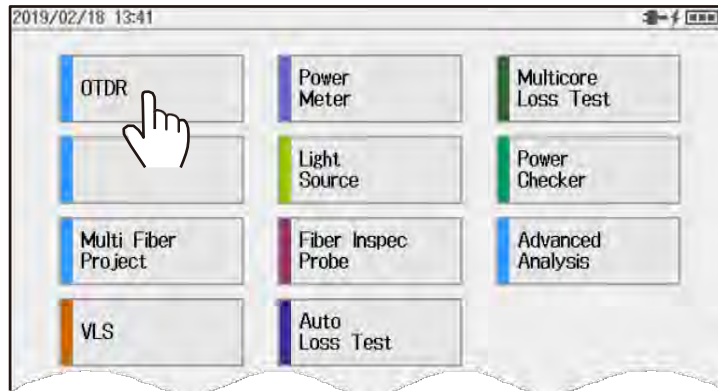 2019/02/18 13:41
OTDR
Power
Meter
Multicore
Loss Test
Light
Source
Power
Checker
Multi Fiber
Project
Fiber Inspec
Probe
Advanced
Analysis
VLS
Auto
Loss Test